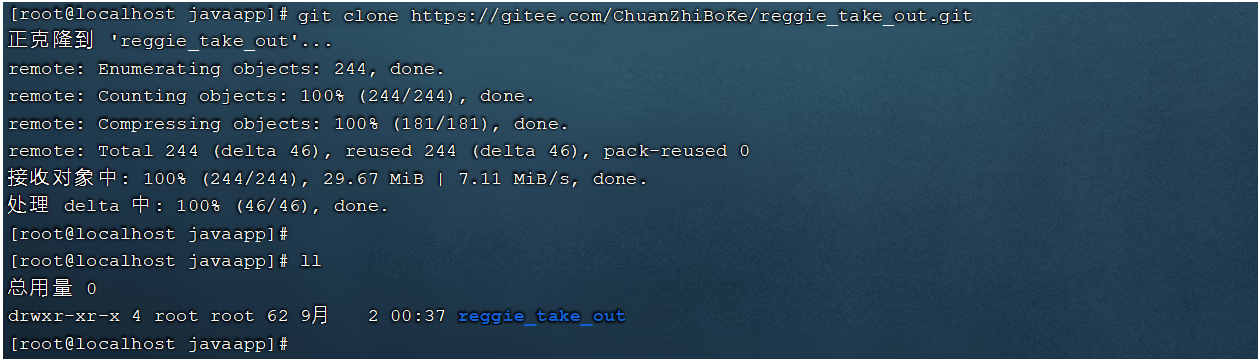 [root@localhost javaapp]# git clone https://gitee.com/ChuanZhiBoKe/reggie_take_out.git
正克隆到 'reggie_take_out'...
remote: Enumerating objects: 244, done.
remote: Counting objects: 100% (244/244), done.
remote: Compressing objects: 100% (181/181), done.
remote: Total 244 (delta 46), reused 244 (delta 46), pack-reused 0
接收对象中: 100% (244/244), 29.67 MiB | 7.11 MiB/s, done.
处理 delta 中: 100% (46/46), done.
[root@localhost javaapp]#
[root@localhost javaapp]# ll
总用量 0
drwxr-xr-x 4 root root 62 9月   2 00:37 reggie_take_out
[root@localhost javaapp]#